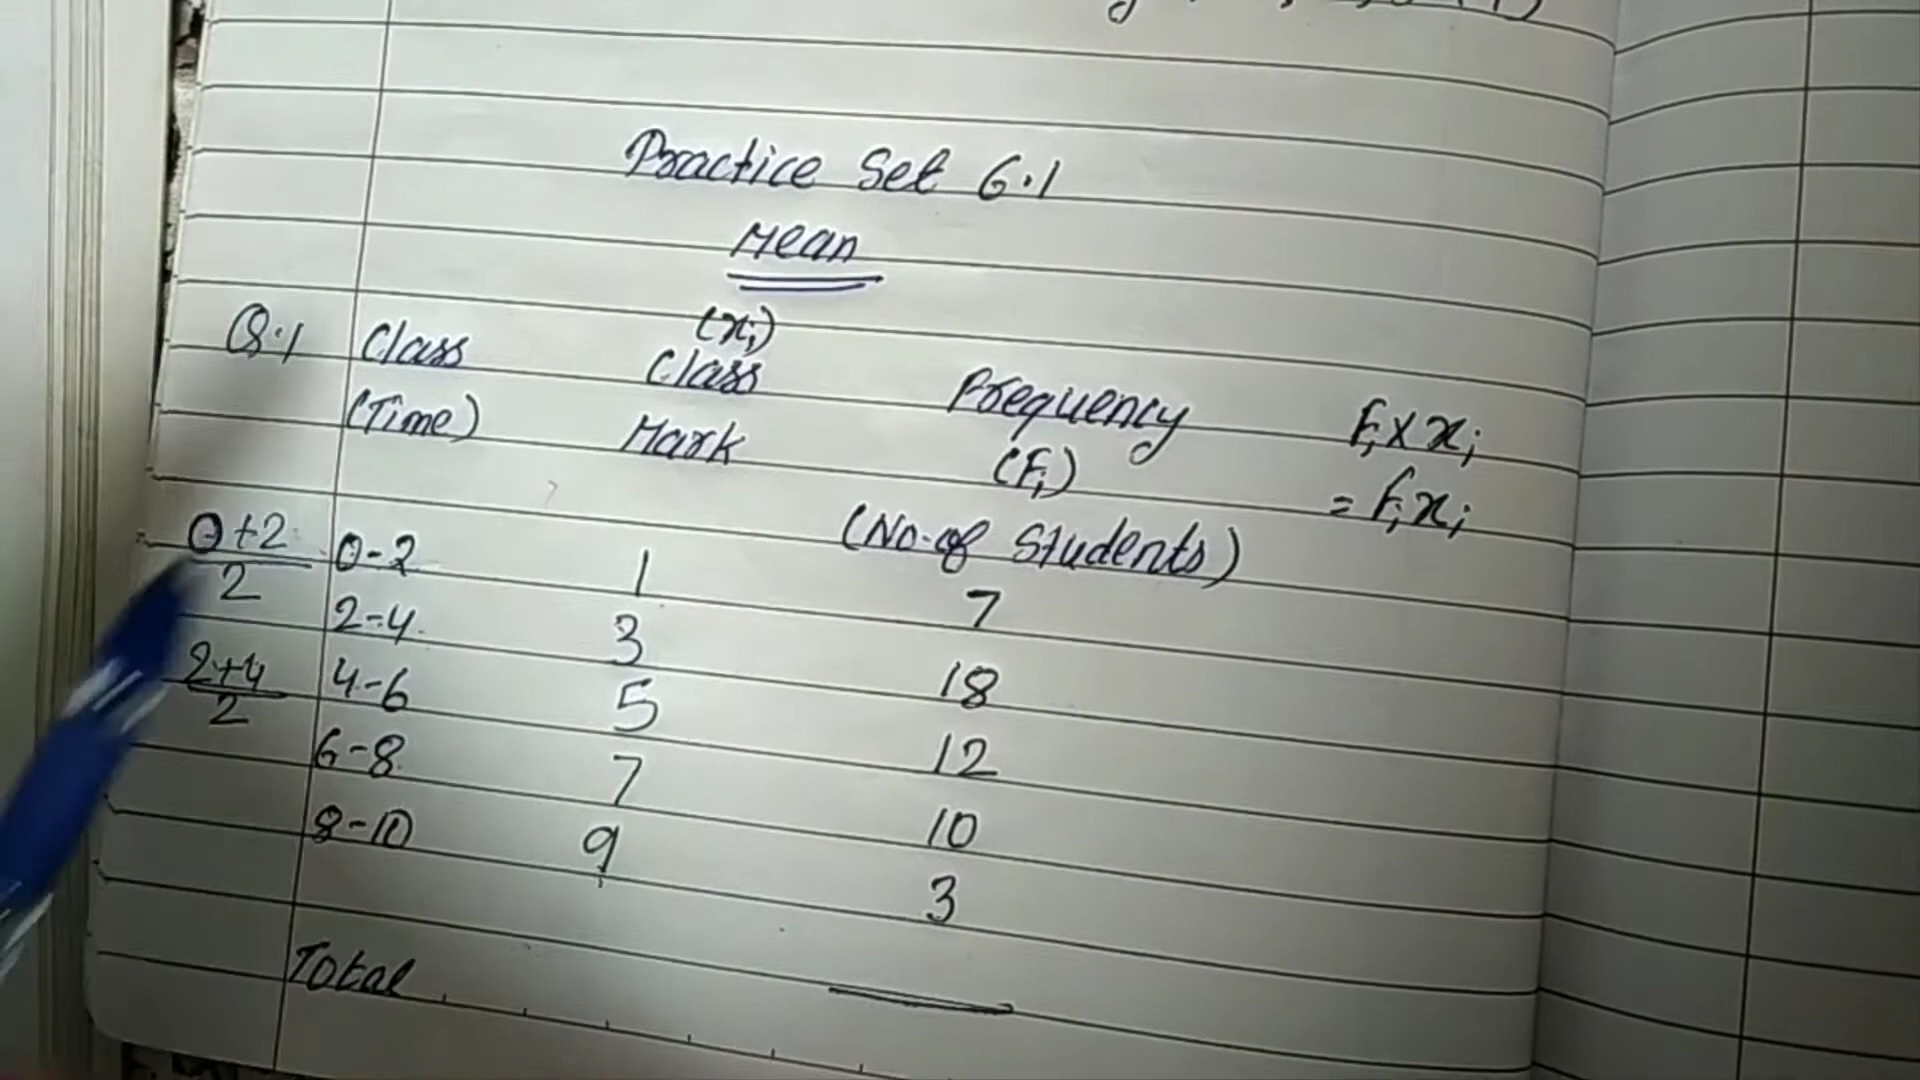 Practice Set 6.1
Mean
Q.1 Class (Time) (xi) Class Mark Frequency (Fi) (No. of Students) Fi × xi = Fixi
0+2/2 0-2 1 7
2-4 3 18
2+4/2 4-6 5 12
6-8 7 10
8-10 9 3
Total